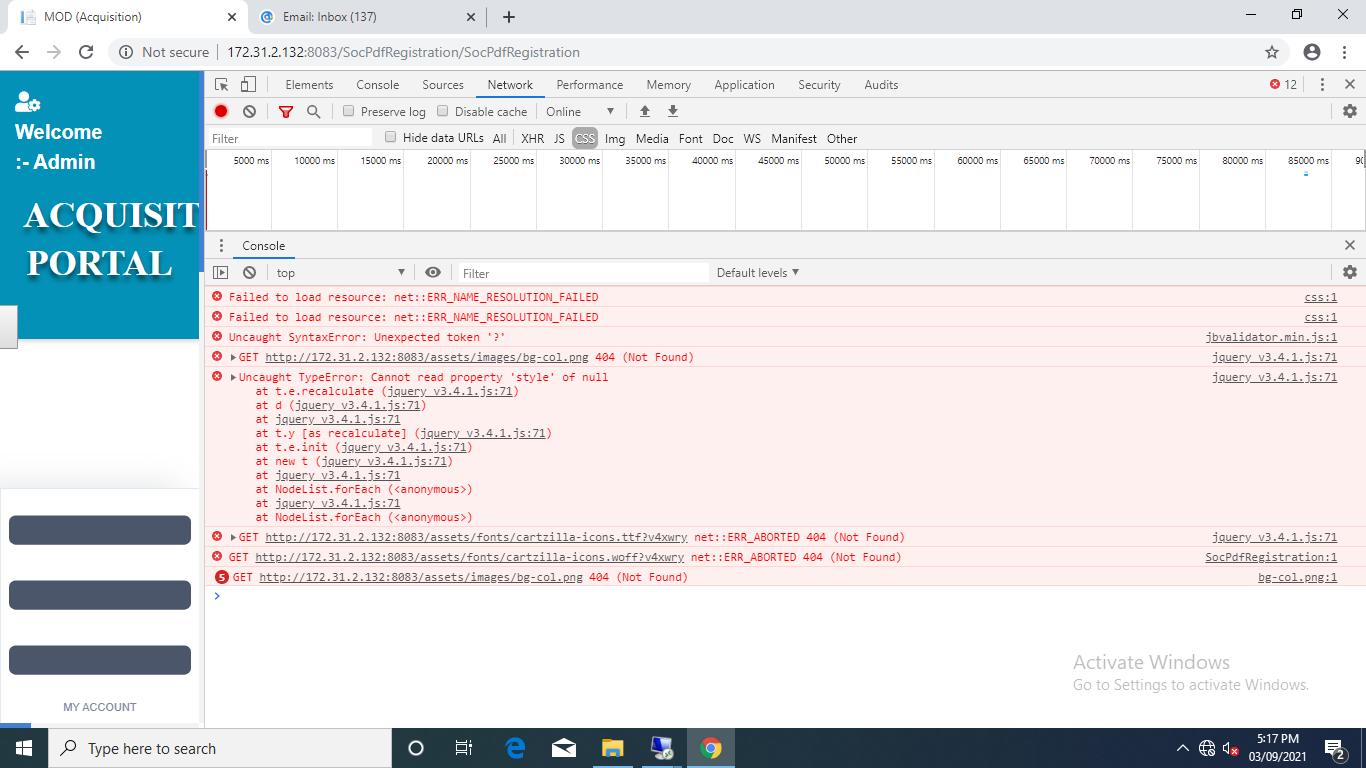 MOD (Acquisition)
Email: Inbox (137)
Not secure
172.31.2.132:8083/SocPdfRegistration/SocPdfRegistration
Welcome
:- Admin
ACQUISIT
PORTAL
MY ACCOUNT
Elements Console Sources Network Performance Memory Application Security Audits 12
Preserve log Disable cache Online
Filter Hide data URLs All XHR JS CSS Img Media Font Doc WS Manifest Other
5000 ms 10000 ms 15000 ms 20000 ms 25000 ms 30000 ms 35000 ms 40000 ms 45000 ms 50000 ms 55000 ms 60000 ms 65000 ms 70000 ms 75000 ms 80000 ms 85000 ms 90
Console
top Filter Default levels
Failed to load resource: net::ERR_NAME_RESOLUTION_FAILED css:1
Failed to load resource: net::ERR_NAME_RESOLUTION_FAILED css:1
Uncaught SyntaxError: Unexpected token '?' jbvalidator.min.js:1
GET http://172.31.2.132:8083/assets/images/bg-col.png 404 (Not Found) jquery_v3.4.1.js:71
Uncaught TypeError: Cannot read property 'style' of null jquery_v3.4.1.js:71
at t.e.recalculate (jquery_v3.4.1.js:71)
at d (jquery_v3.4.1.js:71)
at jquery_v3.4.1.js:71
at t.y [as recalculate] (jquery_v3.4.1.js:71)
at t.e.init (jquery_v3.4.1.js:71)
at new t (jquery_v3.4.1.js:71)
at jquery_v3.4.1.js:71
at NodeList.forEach (<anonymous>)
at jquery_v3.4.1.js:71
at NodeList.forEach (<anonymous>)
GET http://172.31.2.132:8083/assets/fonts/cartzilla-icons.ttf?v4xwry net::ERR_ABORTED 404 (Not Found) jquery_v3.4.1.js:71
GET http://172.31.2.132:8083/assets/fonts/cartzilla-icons.woff?v4xwry net::ERR_ABORTED 404 (Not Found) SocPdfRegistration:1
5 GET http://172.31.2.132:8083/assets/images/bg-col.png 404 (Not Found) bg-col.png:1
Activate Windows
Go to Settings to activate Windows.
Type here to search
5:17 PM
03/09/2021
2